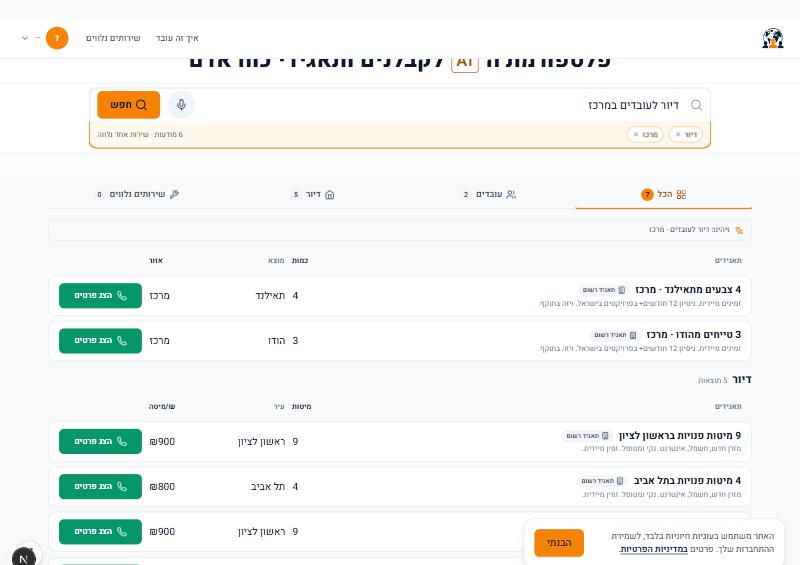 איך זה עובד
שירותים נלווים
?
–
AI
דיור לעובדים במרכז
חפש
דיור ×
מרכז ×
6 מודעות · שירות אחד נלווה
הכל 7
עובדים 2
דיור 5
שירותים נלווים 0
זיהינו: דיור לעובדים · מרכז
תאגידים
כמות
מוצא
אזור
4 צבעים מתאילנד · מרכז
תאגיד רשום
זמינים מיידית. ניסיון 12 חודשים+ בפרויקטים בישראל. ויזה בתוקף.
4
תאילנד
מרכז
הצג פרטים
3 טייחים מהודו · מרכז
תאגיד רשום
זמינים מיידית. ניסיון 12 חודשים+ בפרויקטים בישראל. ויזה בתוקף.
3
הודו
מרכז
הצג פרטים
דיור 5 תוצאות
תאגידים
מיטות
עיר
₪/מיטה
9 מיטות פנויות בראשון לציון
תאגיד רשום
מזרן חדש, חשמל, אינטרנט. נקי ומטופל. זמין מיידית.
9
ראשון לציון
₪900
הצג פרטים
4 מיטות פנויות בתל אביב
תאגיד רשום
מזרן חדש, חשמל, אינטרנט. נקי ומטופל. זמין מיידית.
4
תל אביב
₪800
הצג פרטים
9
ראשון לציון
₪900
הצג פרטים
האתר משתמש בעוגיות חיוניות בלבד, לשמירת
ההתחברות שלך. פרטים במדיניות הפרטיות.
הבנתי
N